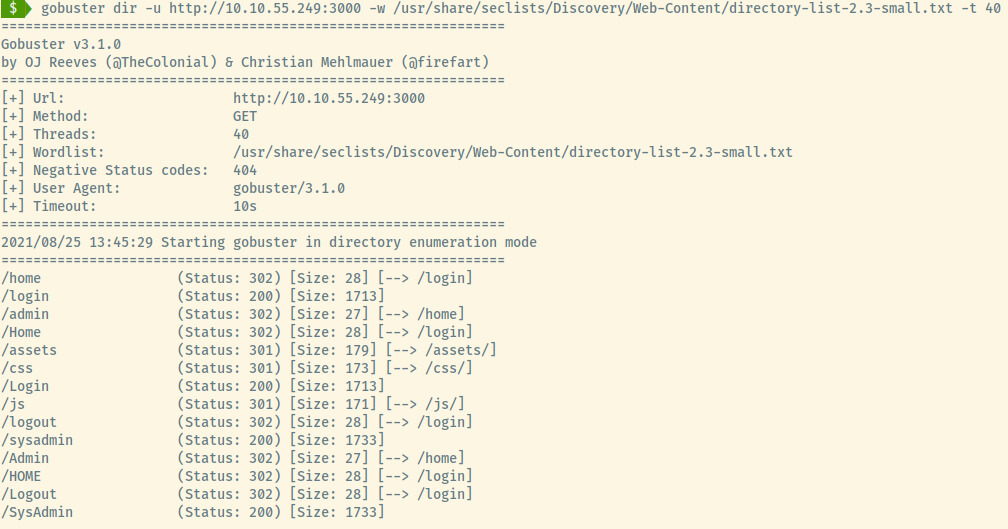 $ gobuster dir -u http://10.10.55.249:3000 -w /usr/share/seclists/Discovery/Web-Content/directory-list-2.3-small.txt -t 40
===============================================================
Gobuster v3.1.0
by OJ Reeves (@TheColonial) & Christian Mehlmauer (@firefart)
===============================================================
[+] Url:                     http://10.10.55.249:3000
[+] Method:                  GET
[+] Threads:                 40
[+] Wordlist:                /usr/share/seclists/Discovery/Web-Content/directory-list-2.3-small.txt
[+] Negative Status codes:   404
[+] User Agent:              gobuster/3.1.0
[+] Timeout:                 10s
===============================================================
2021/08/25 13:45:29 Starting gobuster in directory enumeration mode
===============================================================
/home                 (Status: 302) [Size: 28] [--> /login]
/login                (Status: 200) [Size: 1713]
/admin                (Status: 302) [Size: 27] [--> /home]
/Home                 (Status: 302) [Size: 28] [--> /login]
/assets               (Status: 301) [Size: 179] [--> /assets/]
/css                  (Status: 301) [Size: 173] [--> /css/]
/Login                (Status: 200) [Size: 1713]
/js                   (Status: 301) [Size: 171] [--> /js/]
/logout               (Status: 302) [Size: 28] [--> /login]
/sysadmin             (Status: 200) [Size: 1733]
/Admin                (Status: 302) [Size: 27] [--> /home]
/HOME                 (Status: 302) [Size: 28] [--> /login]
/Logout               (Status: 302) [Size: 28] [--> /login]
/SysAdmin             (Status: 200) [Size: 1733]